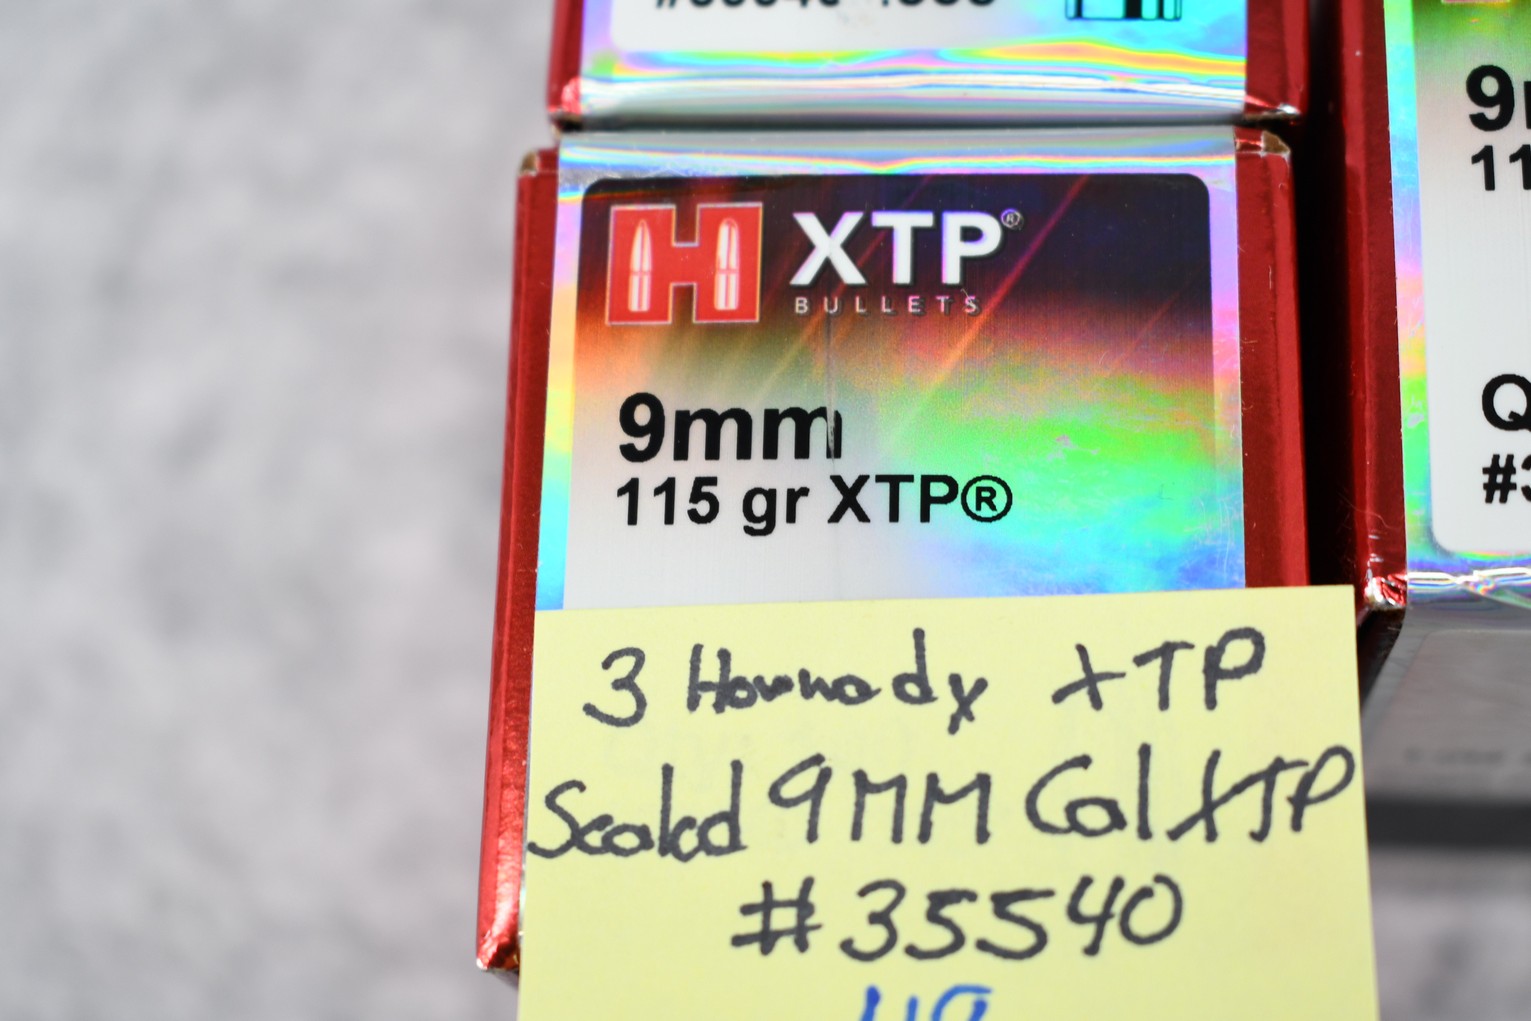 XTP®
BULLETS
9mm
115 gr XTP®
3 Hornady XTP
Sealed 9MM Cal XTP
#35540